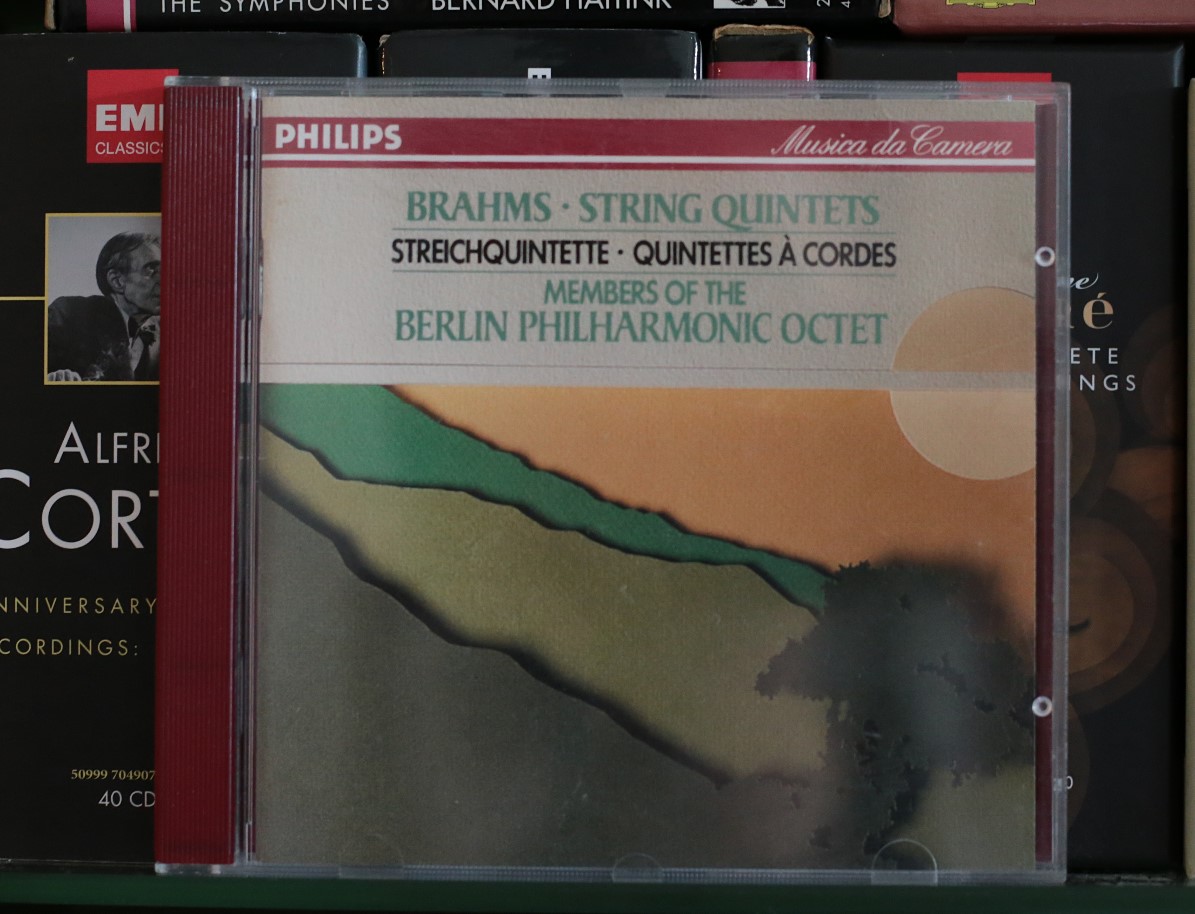 THE SYMPHONIES BERNARD HAITINK
EMI
CLASSICS
PHILIPS
Musica da Camera
BRAHMS · STRING QUINTETS
STREICHQUINTETTE · QUINTETTES À CORDES
MEMBERS OF THE
BERLIN PHILHARMONIC OCTET
ALFR
CORT
NNIVERSARY
CORDINGS:
50999 704907
40 CD
é
ETE
NGS